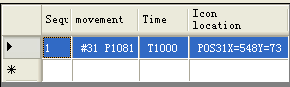 Sequ movement Time Icon
location
1 #31 P1081 T1000 POS31X=548Y=73